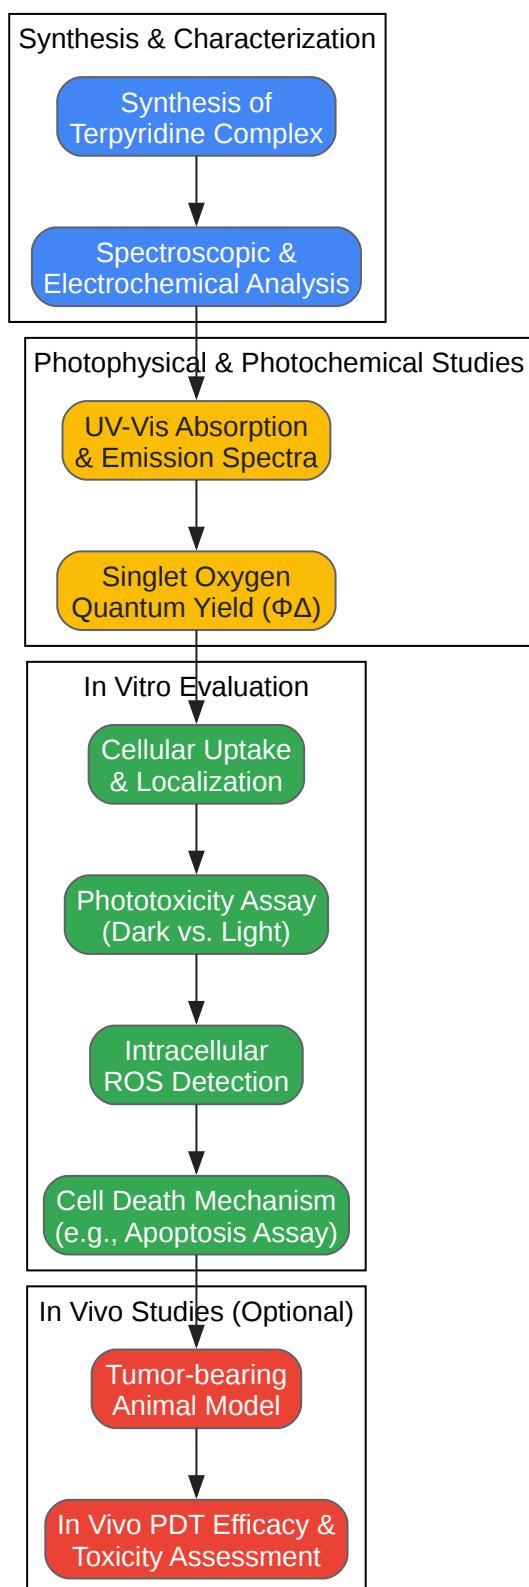 Synthesis & Characterization
Synthesis of
Terpyridine Complex
Spectroscopic &
Electrochemical Analysis
Photophysical & Photochemical Studies
UV-Vis Absorption
& Emission Spectra
Singlet Oxygen
Quantum Yield (ΦΔ)
In Vitro Evaluation
Cellular Uptake
& Localization
Phototoxicity Assay
(Dark vs. Light)
Intracellular
ROS Detection
Cell Death Mechanism
(e.g., Apoptosis Assay)
In Vivo Studies (Optional)
Tumor-bearing
Animal Model
In Vivo PDT Efficacy &
Toxicity Assessment